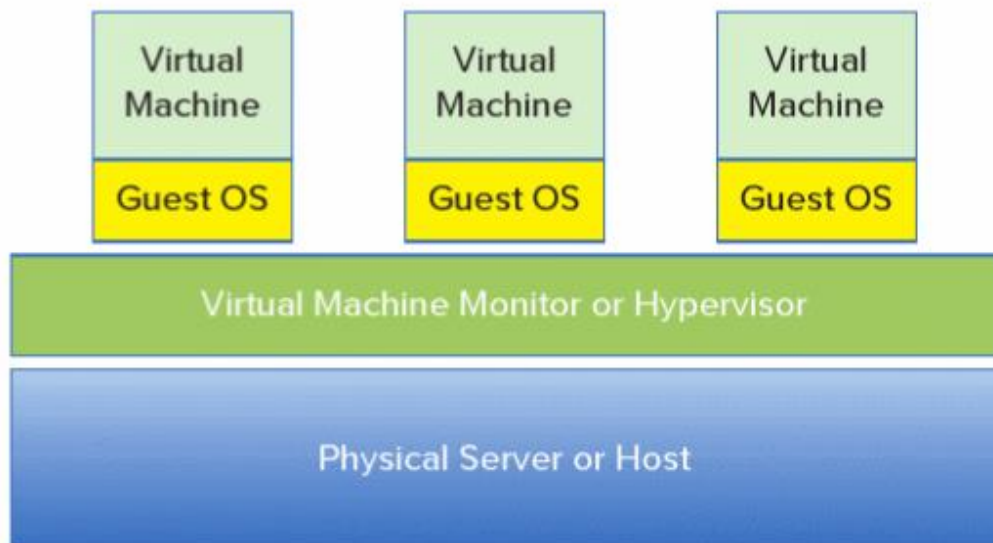 Virtual
Machine
Virtual
Machine
Virtual
Machine
Guest OS
Guest OS
Guest OS
Virtual Machine Monitor or Hypervisor
Physical Server or Host